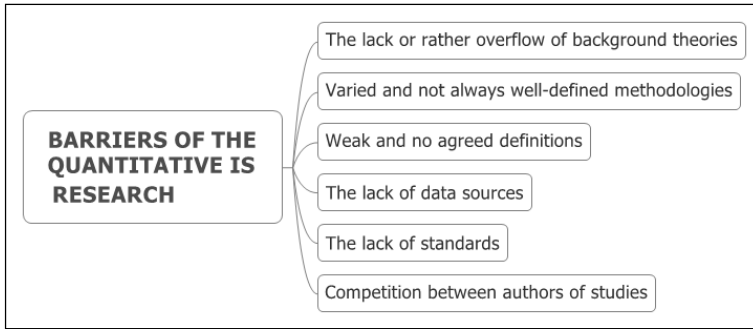 BARRIERS OF THE
QUANTITATIVE IS
RESEARCH
The lack or rather overflow of background theories
Varied and not always well-defined methodologies
Weak and no agreed definitions
The lack of data sources
The lack of standards
Competition between authors of studies